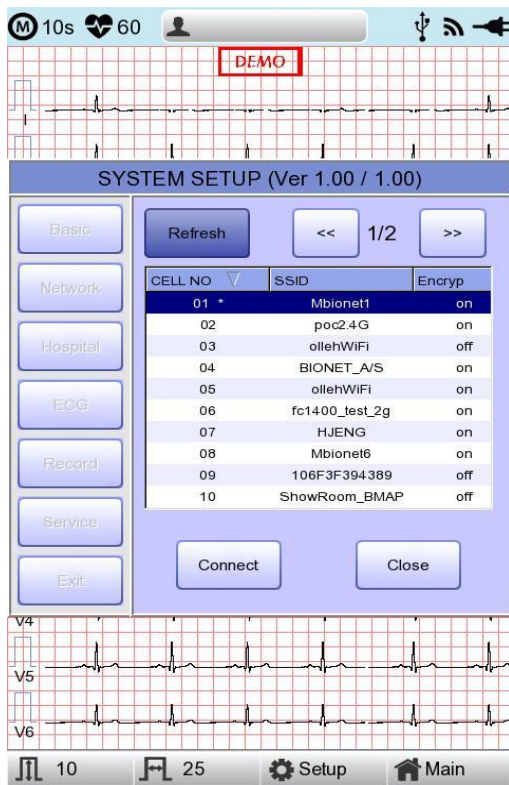 M 10s 60
DEMO
I
SYSTEM SETUP (Ver 1.00 / 1.00)
Basic
Network
Hospital
ECG
Record
Service
Exit
Refresh << 1/2 >>
CELL NO SSID Encryp
01 * Mbionet1 on
02 poc2.4G on
03 ollehWiFi off
04 BIONET_A/S on
05 ollehWiFi on
06 fc1400_test_2g on
07 HJENG on
08 Mbionet6 on
09 106F3F394389 off
10 ShowRoom_BMAP off
Connect Close
V4
V5
V6
10 25 Setup Main